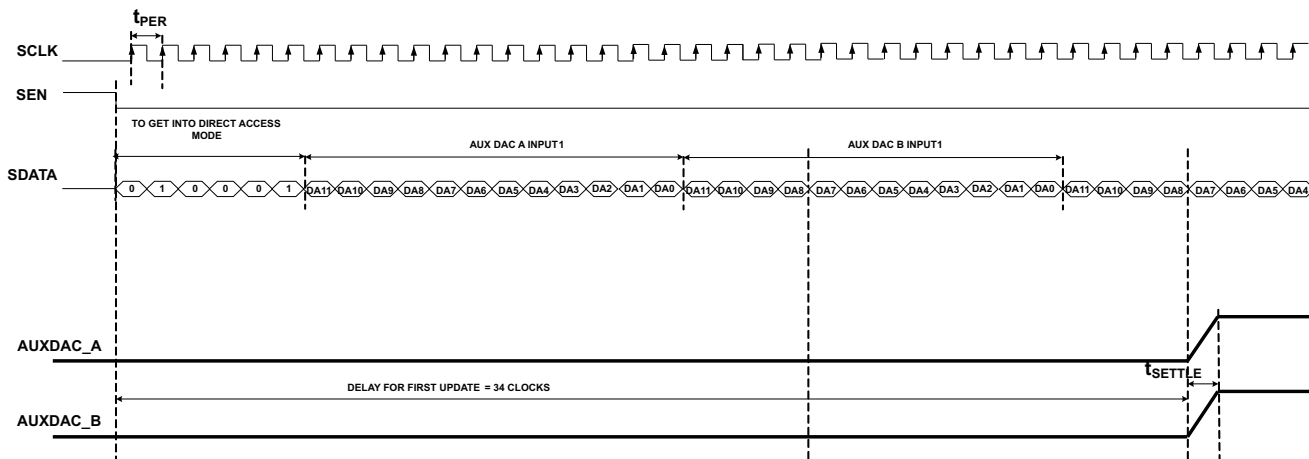 tPER
SCLK
SEN
TO GET INTO DIRECT ACCESS
MODE
AUX DAC A INPUT1
AUX DAC B INPUT1
SDATA
0 1 0 0 0 1 DA11 DA10 DA9 DA8 DA7 DA6 DA5 DA4 DA3 DA2 DA1 DA0 DA11 DA10 DA9 DA8 DA7 DA6 DA5 DA4 DA3 DA2 DA1 DA0 DA11 DA10 DA9 DA8 DA7 DA6 DA5 DA4
AUXDAC_A
tSETTLE
DELAY FOR FIRST UPDATE = 34 CLOCKS
AUXDAC_B